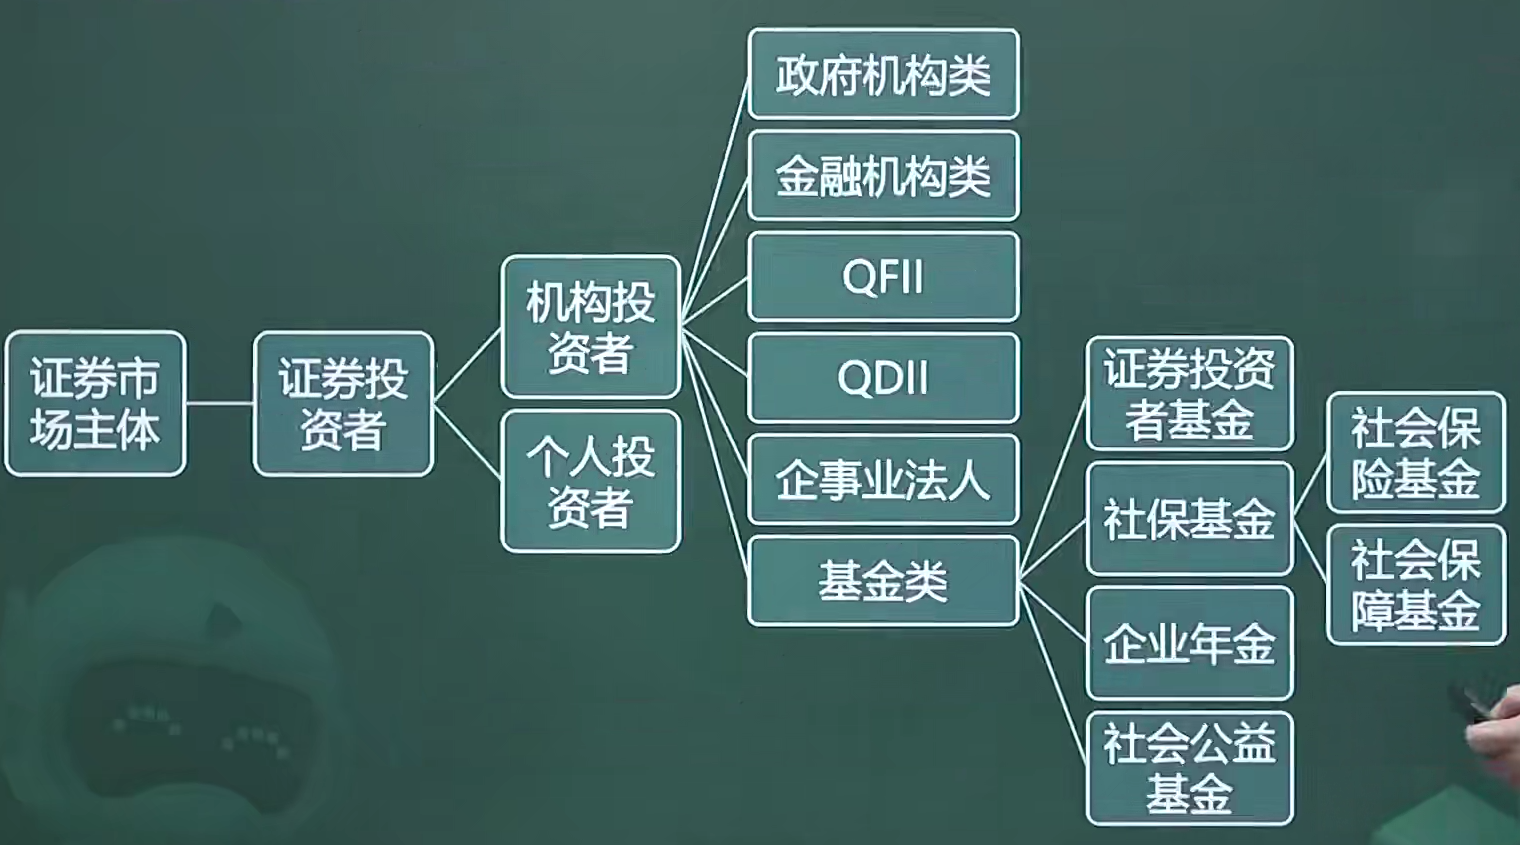 证券市
场主体
证券投
资者
机构投
资者
个人投
资者
政府机构类
金融机构类
QFII
QDII
企事业法人
基金类
证券投资
者基金
社保基金
企业年金
社会公益
基金
社会保
险基金
社会保
障基金